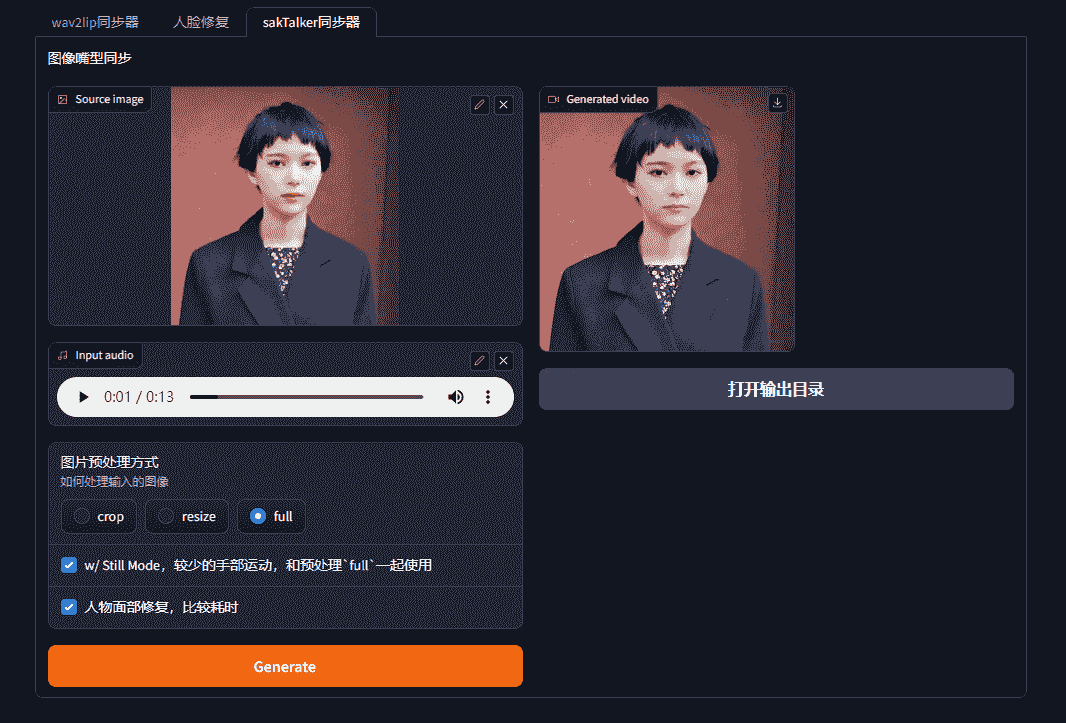 wav2lip同步器
人脸修复
sakTalker同步器
图像嘴型同步
Source image
Generated video
Input audio
0:01 / 0:13
打开输出目录
图片预处理方式
如何处理输入的图像
crop
resize
full
w/ Still Mode，较少的手部运动，和预处理`full`一起使用
人物面部修复，比较耗时
Generate